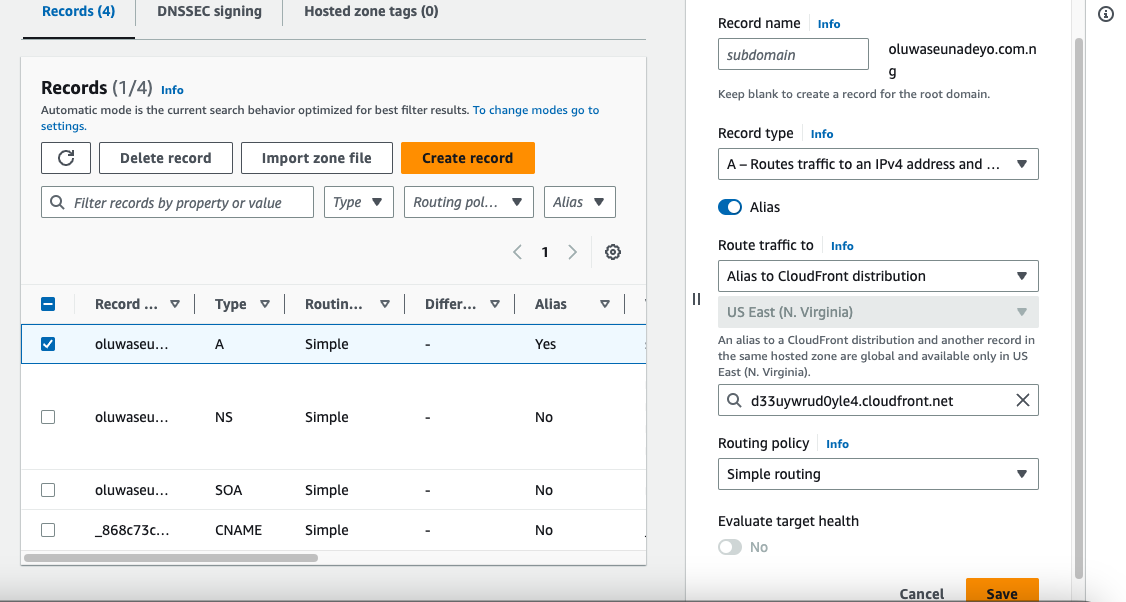 Records (4)
DNSSEC signing
Hosted zone tags (0)
Records (1/4) Info
Automatic mode is the current search behavior optimized for best filter results. To change modes go to
settings.
Delete record
Import zone file
Create record
Filter records by property or value
Type
Routing pol...
Alias
1
Record ...
Type
Routin...
Differ...
Alias
oluwaseu... A Simple - Yes
oluwaseu... NS Simple - No
oluwaseu... SOA Simple - No
_868c73c... CNAME Simple - No
Record name Info
subdomain
oluwaseunadeyo.com.n
g
Keep blank to create a record for the root domain.
Record type Info
A – Routes traffic to an IPv4 address and ...
Alias
Route traffic to Info
Alias to CloudFront distribution
US East (N. Virginia)
An alias to a CloudFront distribution and another record in
the same hosted zone are global and available only in US
East (N. Virginia).
d33uywrud0yle4.cloudfront.net
Routing policy Info
Simple routing
Evaluate target health
No
Cancel
Save